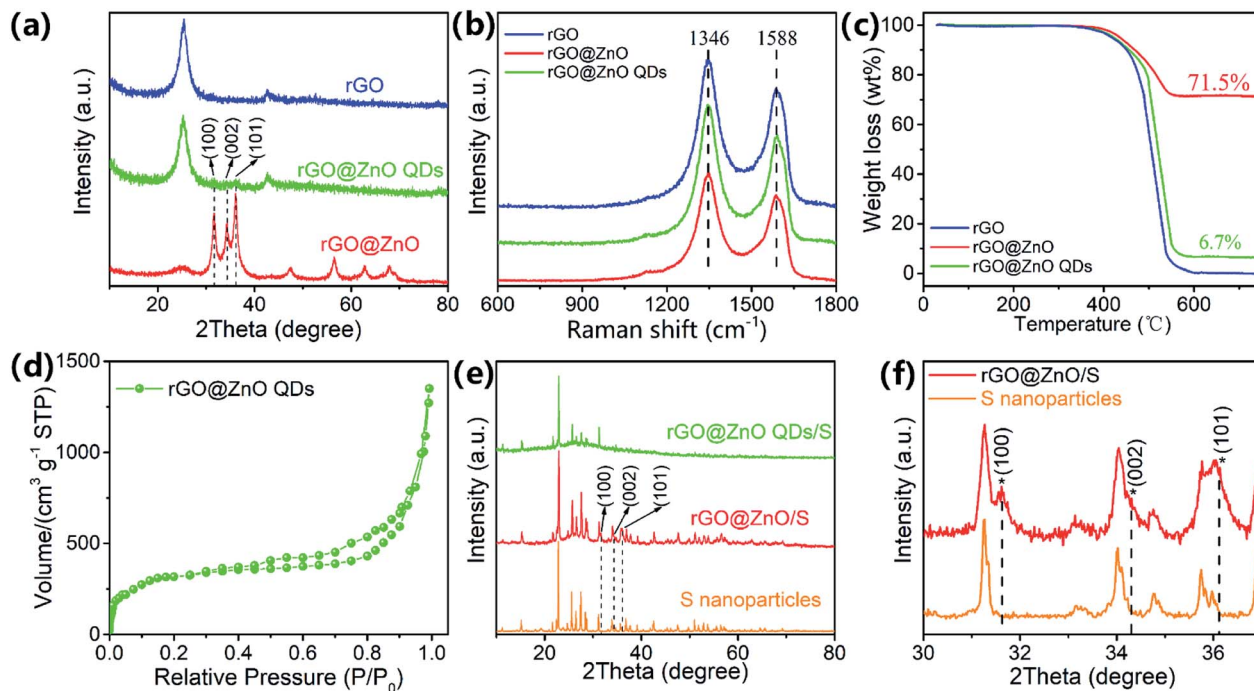 (a)
Intensity (a.u.)
rGO
(100)
(002)
(101)
rGO@ZnO QDs
rGO@ZnO
20
40
60
80
2Theta (degree)
(b)
Intensity (a.u.)
rGO
rGO@ZnO
rGO@ZnO QDs
1346
1588
600
900
1200
1500
1800
Raman shift (cm⁻¹)
(c)
Weight loss (wt%)
100
80
60
40
20
0
71.5%
6.7%
rGO
rGO@ZnO
rGO@ZnO QDs
0
200
400
600
Temperature (℃)
(d)
Volume/(cm³ g⁻¹ STP)
1500
1000
500
0
rGO@ZnO QDs
0.0
0.2
0.4
0.6
0.8
1.0
Relative Pressure (P/P₀)
(e)
Intensity (a.u.)
rGO@ZnO QDs/S
(100)
(002)
(101)
rGO@ZnO/S
S nanoparticles
20
40
60
80
2Theta (degree)
(f)
Intensity (a.u.)
rGO@ZnO/S
S nanoparticles
*(100)
*(002)
*(101)
30
32
34
36
2Theta (degree)